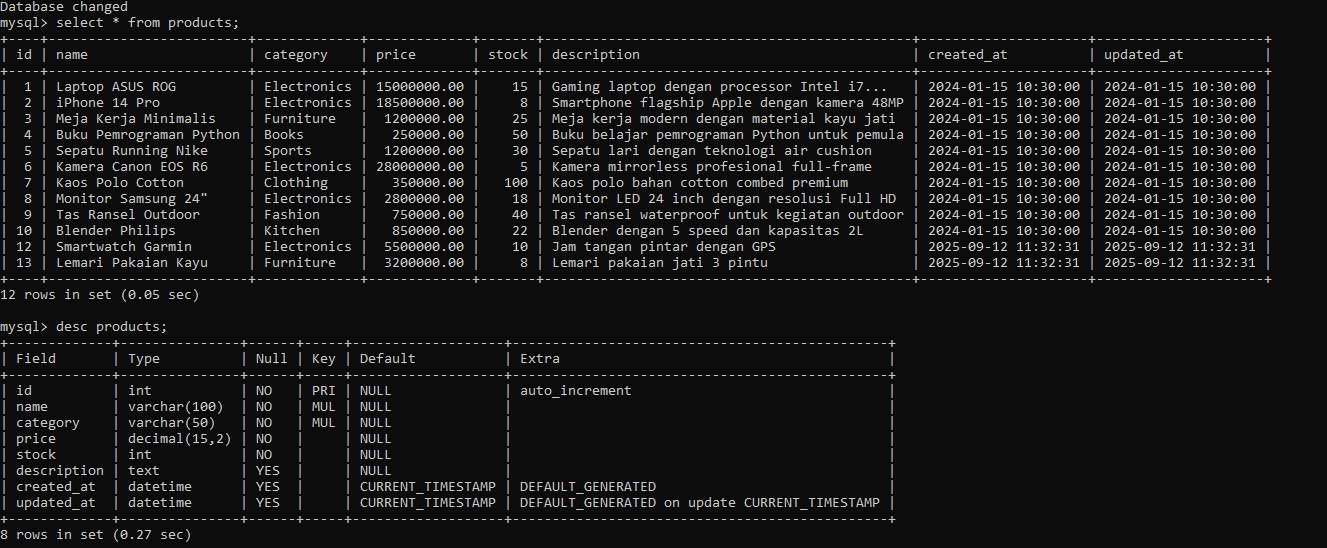 Database changed
mysql> select * from products;
+----+-------------------------+-------------+-------------+-------+----------------------------------------------+---------------------+---------------------+
| id | name                    | category    | price       | stock | description                                  | created_at          | updated_at          |
+----+-------------------------+-------------+-------------+-------+----------------------------------------------+---------------------+---------------------+
|  1 | Laptop ASUS ROG         | Electronics | 15000000.00 |    15 | Gaming laptop dengan processor Intel i7...   | 2024-01-15 10:30:00 | 2024-01-15 10:30:00 |
|  2 | iPhone 14 Pro           | Electronics | 18500000.00 |     8 | Smartphone flagship Apple dengan kamera 48MP | 2024-01-15 10:30:00 | 2024-01-15 10:30:00 |
|  3 | Meja Kerja Minimalis    | Furniture   |  1200000.00 |    25 | Meja kerja modern dengan material kayu jati  | 2024-01-15 10:30:00 | 2024-01-15 10:30:00 |
|  4 | Buku Pemrograman Python | Books       |   250000.00 |    50 | Buku belajar pemrograman Python untuk pemula | 2024-01-15 10:30:00 | 2024-01-15 10:30:00 |
|  5 | Sepatu Running Nike     | Sports      |  1200000.00 |    30 | Sepatu lari dengan teknologi air cushion     | 2024-01-15 10:30:00 | 2024-01-15 10:30:00 |
|  6 | Kamera Canon EOS R6     | Electronics | 28000000.00 |     5 | Kamera mirrorless profesional full-frame     | 2024-01-15 10:30:00 | 2024-01-15 10:30:00 |
|  7 | Kaos Polo Cotton        | Clothing    |   350000.00 |   100 | Kaos polo bahan cotton combed premium        | 2024-01-15 10:30:00 | 2024-01-15 10:30:00 |
|  8 | Monitor Samsung 24"     | Electronics |  2800000.00 |    18 | Monitor LED 24 inch dengan resolusi Full HD  | 2024-01-15 10:30:00 | 2024-01-15 10:30:00 |
|  9 | Tas Ransel Outdoor      | Fashion     |   750000.00 |    40 | Tas ransel waterproof untuk kegiatan outdoor | 2024-01-15 10:30:00 | 2024-01-15 10:30:00 |
| 10 | Blender Philips         | Kitchen     |   850000.00 |    22 | Blender dengan 5 speed dan kapasitas 2L      | 2024-01-15 10:30:00 | 2024-01-15 10:30:00 |
| 12 | Smartwatch Garmin       | Electronics |  5500000.00 |    10 | Jam tangan pintar dengan GPS                 | 2025-09-12 11:32:31 | 2025-09-12 11:32:31 |
| 13 | Lemari Pakaian Kayu     | Furniture   |  3200000.00 |     8 | Lemari pakaian jati 3 pintu                  | 2025-09-12 11:32:31 | 2025-09-12 11:32:31 |
+----+-------------------------+-------------+-------------+-------+----------------------------------------------+---------------------+---------------------+
12 rows in set (0.05 sec)

mysql> desc products;
+-------------+---------------+------+-----+-------------------+-----------------------------------------------+
| Field       | Type          | Null | Key | Default           | Extra                                         |
+-------------+---------------+------+-----+-------------------+-----------------------------------------------+
| id          | int           | NO   | PRI | NULL              | auto_increment                                |
| name        | varchar(100)  | NO   | MUL | NULL              |                                               |
| category    | varchar(50)   | NO   | MUL | NULL              |                                               |
| price       | decimal(15,2) | NO   |     | NULL              |                                               |
| stock       | int           | NO   |     | NULL              |                                               |
| description | text          | YES  |     | NULL              |                                               |
| created_at  | datetime      | YES  |     | CURRENT_TIMESTAMP | DEFAULT_GENERATED                             |
| updated_at  | datetime      | YES  |     | CURRENT_TIMESTAMP | DEFAULT_GENERATED on update CURRENT_TIMESTAMP |
+-------------+---------------+------+-----+-------------------+-----------------------------------------------+
8 rows in set (0.27 sec)